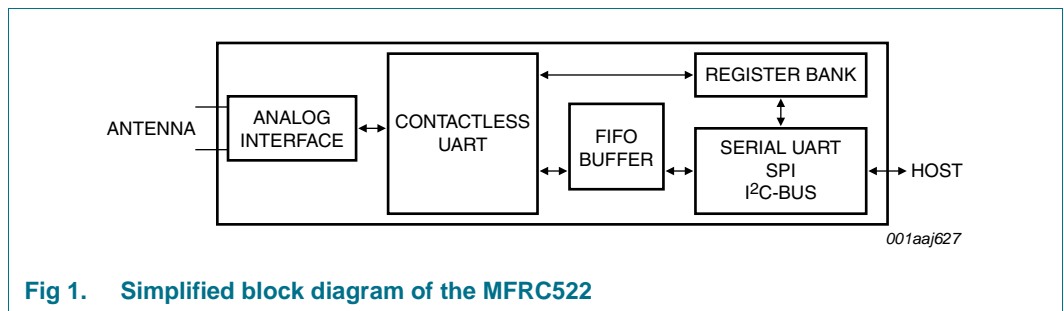 ANTENNA
ANALOG
INTERFACE
CONTACTLESS
UART
FIFO
BUFFER
REGISTER BANK
SERIAL UART
SPI
I²C-BUS
HOST
001aaj627
Fig 1. Simplified block diagram of the MFRC522